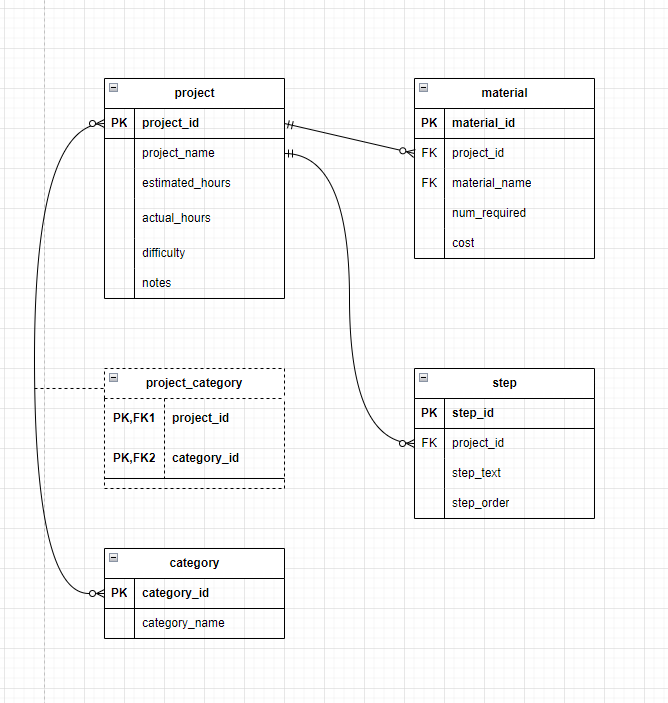 project
PK project_id
project_name
estimated_hours
actual_hours
difficulty
notes
material
PK material_id
FK project_id
FK material_name
num_required
cost
project_category
PK,FK1 project_id
PK,FK2 category_id
step
PK step_id
FK project_id
step_text
step_order
category
PK category_id
category_name